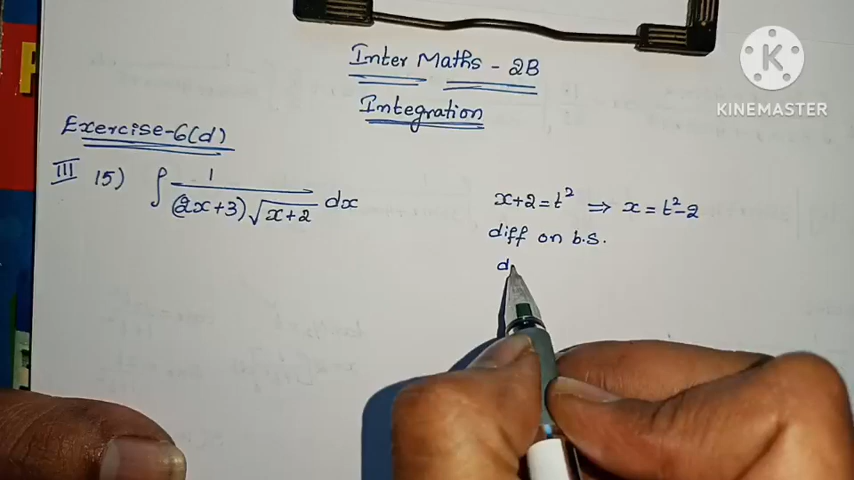 Inter Maths - 2B
Integration
Exercise-6(d)
III 15) ∫ 1/((2x+3)√(x+2)) dx
x+2 = t² ⇒ x = t²-2
diff on b.s.
d
K
KINEMASTER